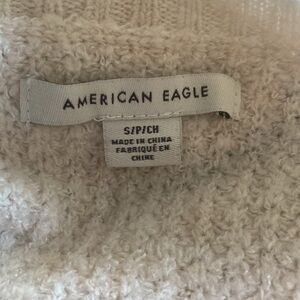 AMERICAN EAGLE
S/P/CH
MADE IN CHINA
FABRIQUÉ EN
CHINE